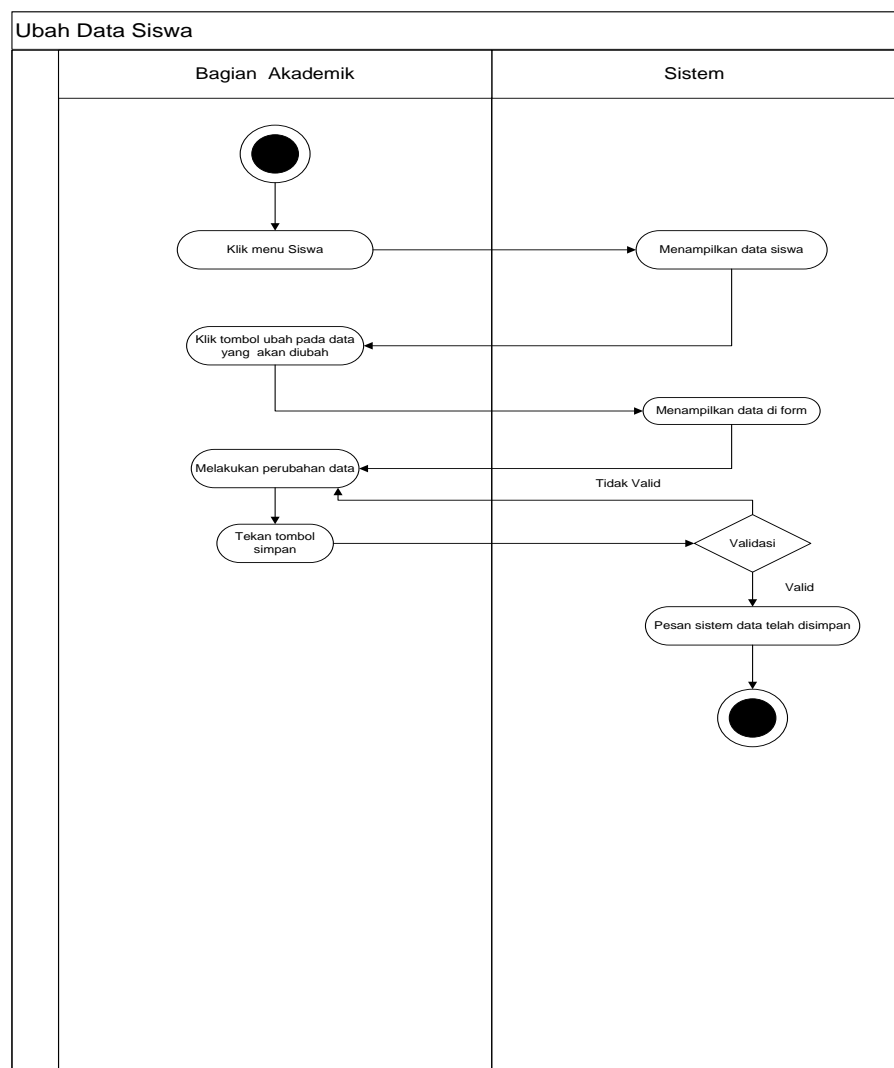 Ubah Data Siswa
Bagian Akademik
Sistem
Klik menu Siswa
Menampilkan data siswa
Klik tombol ubah pada data
yang akan diubah
Menampilkan data di form
Melakukan perubahan data
Tidak Valid
Tekan tombol
simpan
Validasi
Valid
Pesan sistem data telah disimpan